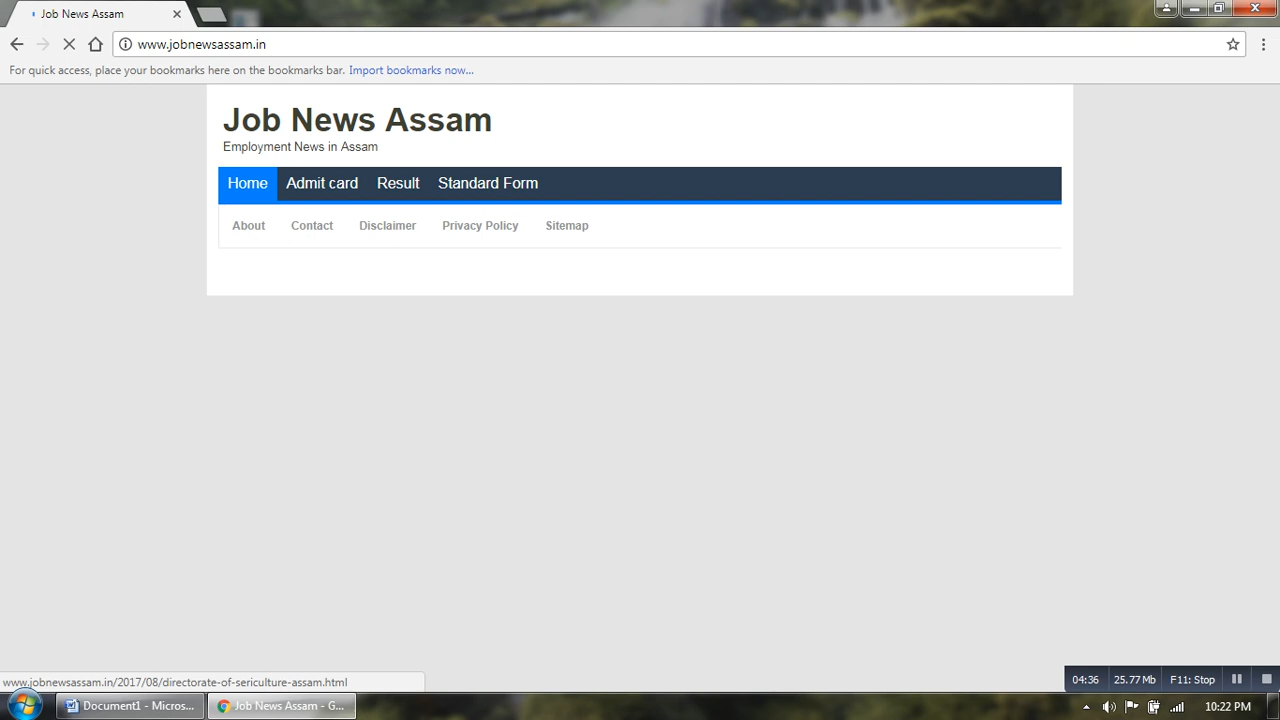 Job News Assam
www.jobnewsassam.in
For quick access, place your bookmarks here on the bookmarks bar. Import bookmarks now...
Job News Assam
Employment News in Assam
Home Admit card Result Standard Form
About Contact Disclaimer Privacy Policy Sitemap
www.jobnewsassam.in/2017/08/directorate-of-sericulture-assam.html
04:36 25.77 Mb F11: Stop
Document1 - Micros... Job News Assam - G... 10:22 PM